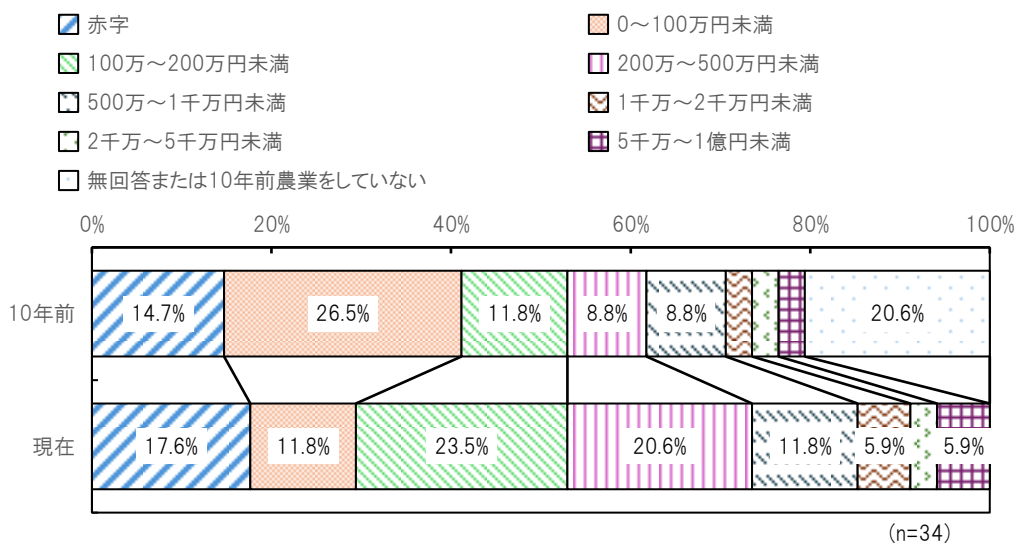 赤字
0～100万円未満
100万～200万円未満
200万～500万円未満
500万～1千万円未満
1千万～2千万円未満
2千万～5千万円未満
5千万～1億円未満
無回答または10年前農業をしていない
0% 20% 40% 60% 80% 100%
10年前 14.7% 26.5% 11.8% 8.8% 8.8% 20.6%
現在 17.6% 11.8% 23.5% 20.6% 11.8% 5.9% 5.9%
(n=34)